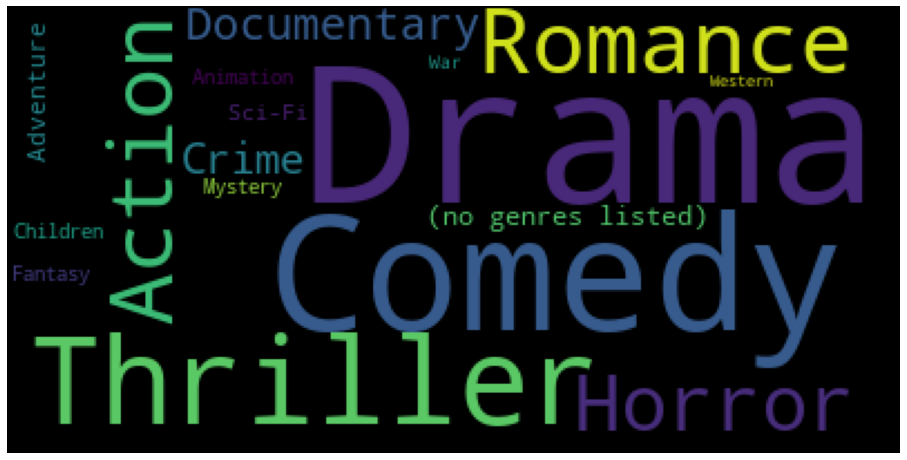 Documentary
Romance
Adventure
Action
War
Animation
Western
Drama
Sci-Fi
Crime
Mystery
(no genres listed)
Children
Comedy
Fantasy
Thriller
Horror